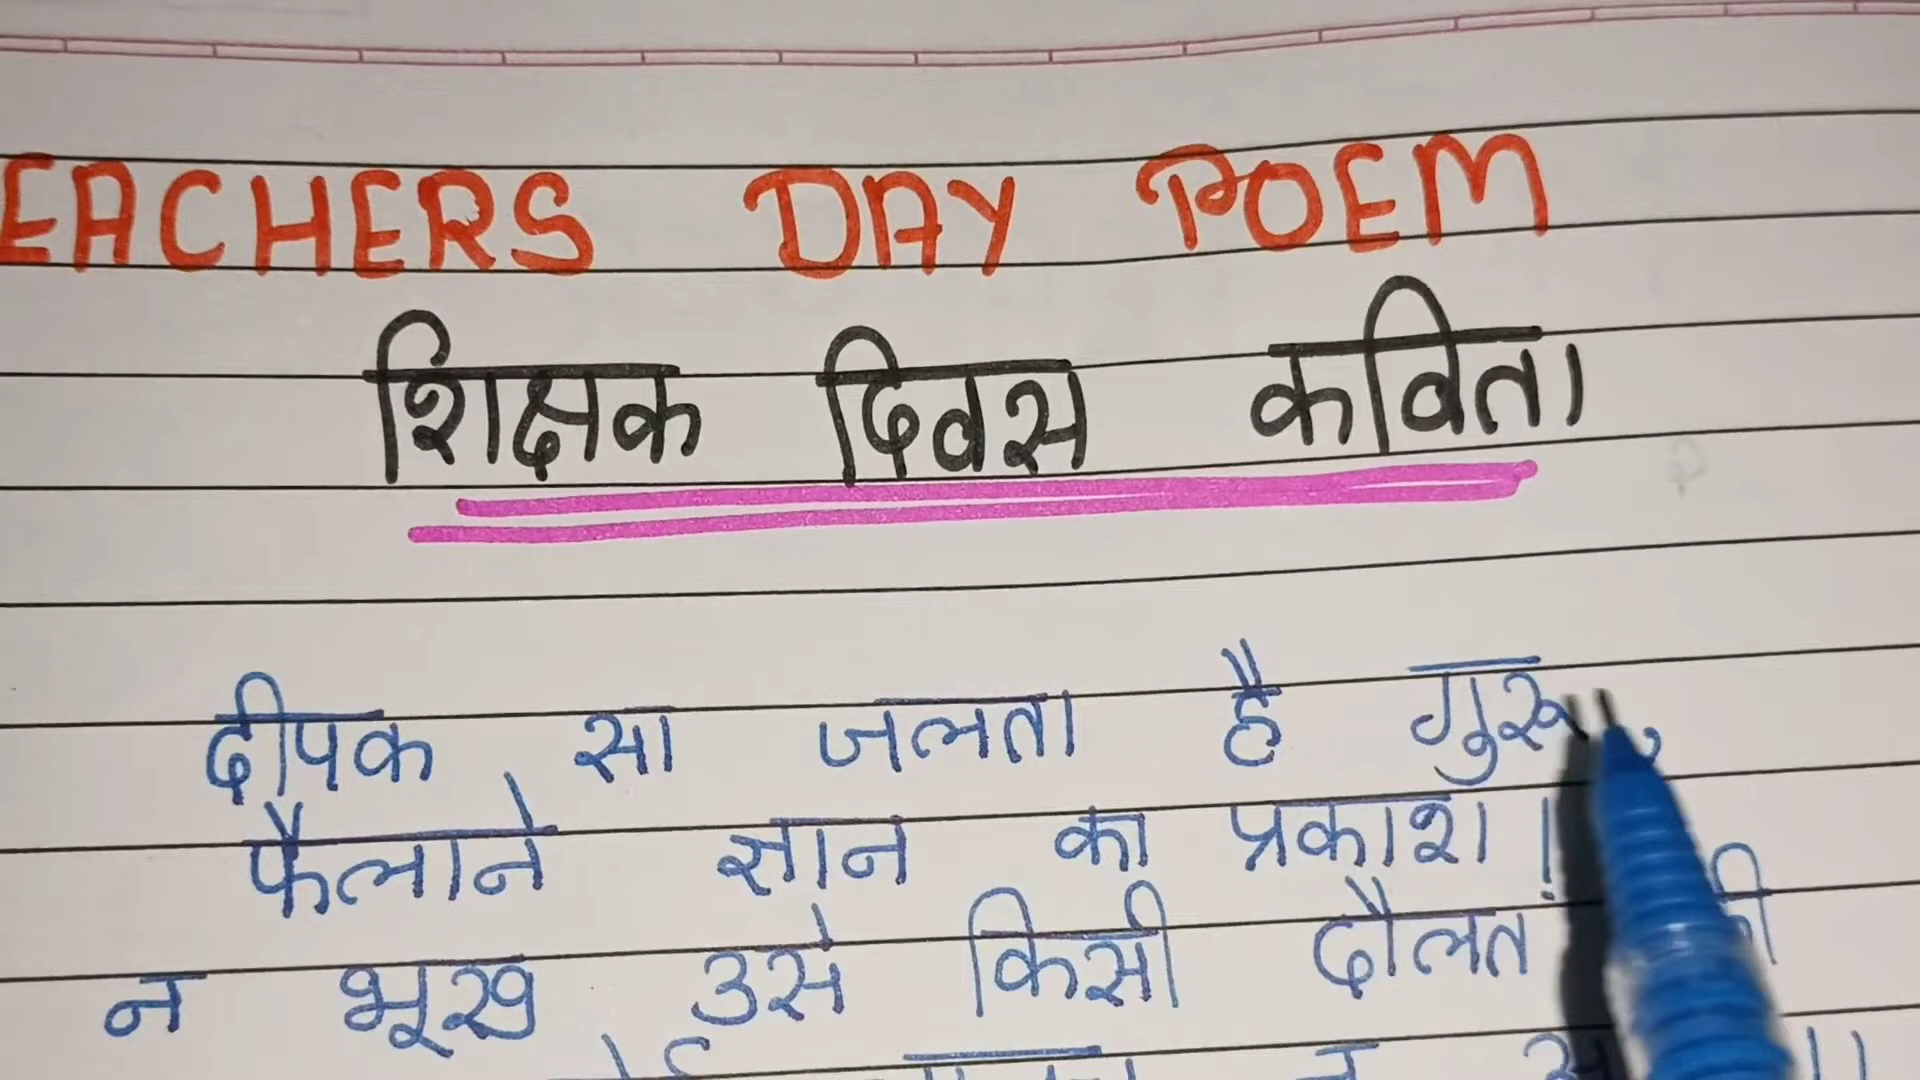 EACHERS DAY POEM
शिक्षक दिवस कविता
दीपक सा जलता है गुरू,
फैलाने ज्ञान का प्रकाश।
न भूख उसे किसी दौलत की